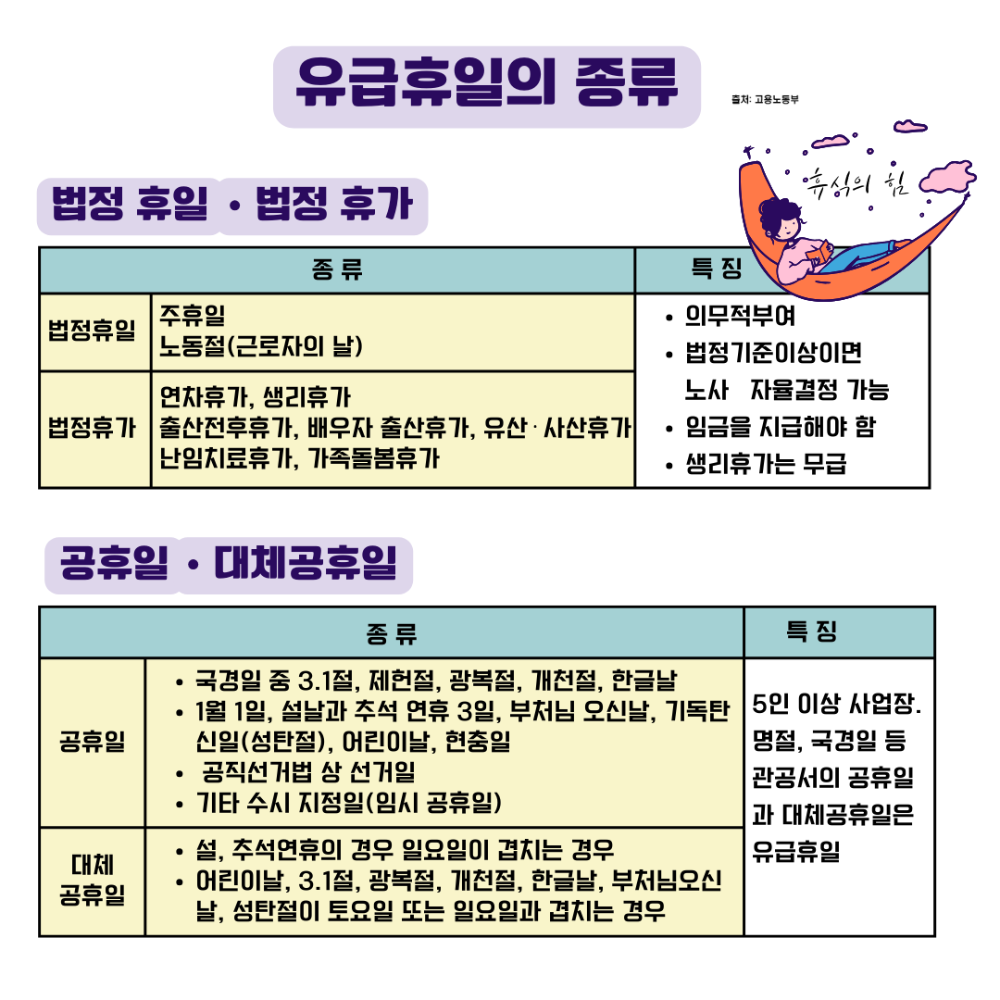 유급휴일의 종류
출처: 고용노동부
휴식의 힘
법정 휴일 • 법정 휴가
종 류
특 징
법정휴일
주휴일
노동절(근로자의 날)
법정휴가
연차휴가, 생리휴가
출산전후휴가, 배우자 출산휴가, 유산·사산휴가
난임치료휴가, 가족돌봄휴가
• 의무적부여
• 법정기준이상이면
노사 자율결정 가능
• 임금을 지급해야 함
• 생리휴가는 무급
공휴일 • 대체공휴일
종 류
특 징
공휴일
• 국경일 중 3.1절, 제헌절, 광복절, 개천절, 한글날
• 1월 1일, 설날과 추석 연휴 3일, 부처님 오신날, 기독탄
신일(성탄절), 어린이날, 현충일
• 공직선거법 상 선거일
• 기타 수시 지정일(임시 공휴일)
대체
공휴일
• 설, 추석연휴의 경우 일요일이 겹치는 경우
• 어린이날, 3.1절, 광복절, 개천절, 한글날, 부처님오신
날, 성탄절이 토요일 또는 일요일과 겹치는 경우
5인 이상 사업장.
명절, 국경일 등
관공서의 공휴일
과 대체공휴일은
유급휴일